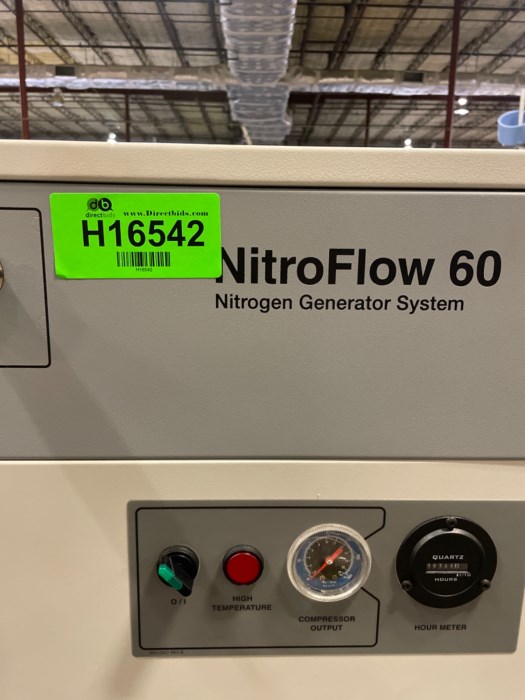 directbids www.Directbids.com
H16542
H16542
NitroFlow 60
Nitrogen Generator System
O / I
HIGH
TEMPERATURE
COMPRESSOR
OUTPUT
QUARTZ
HOURS
HOUR METER